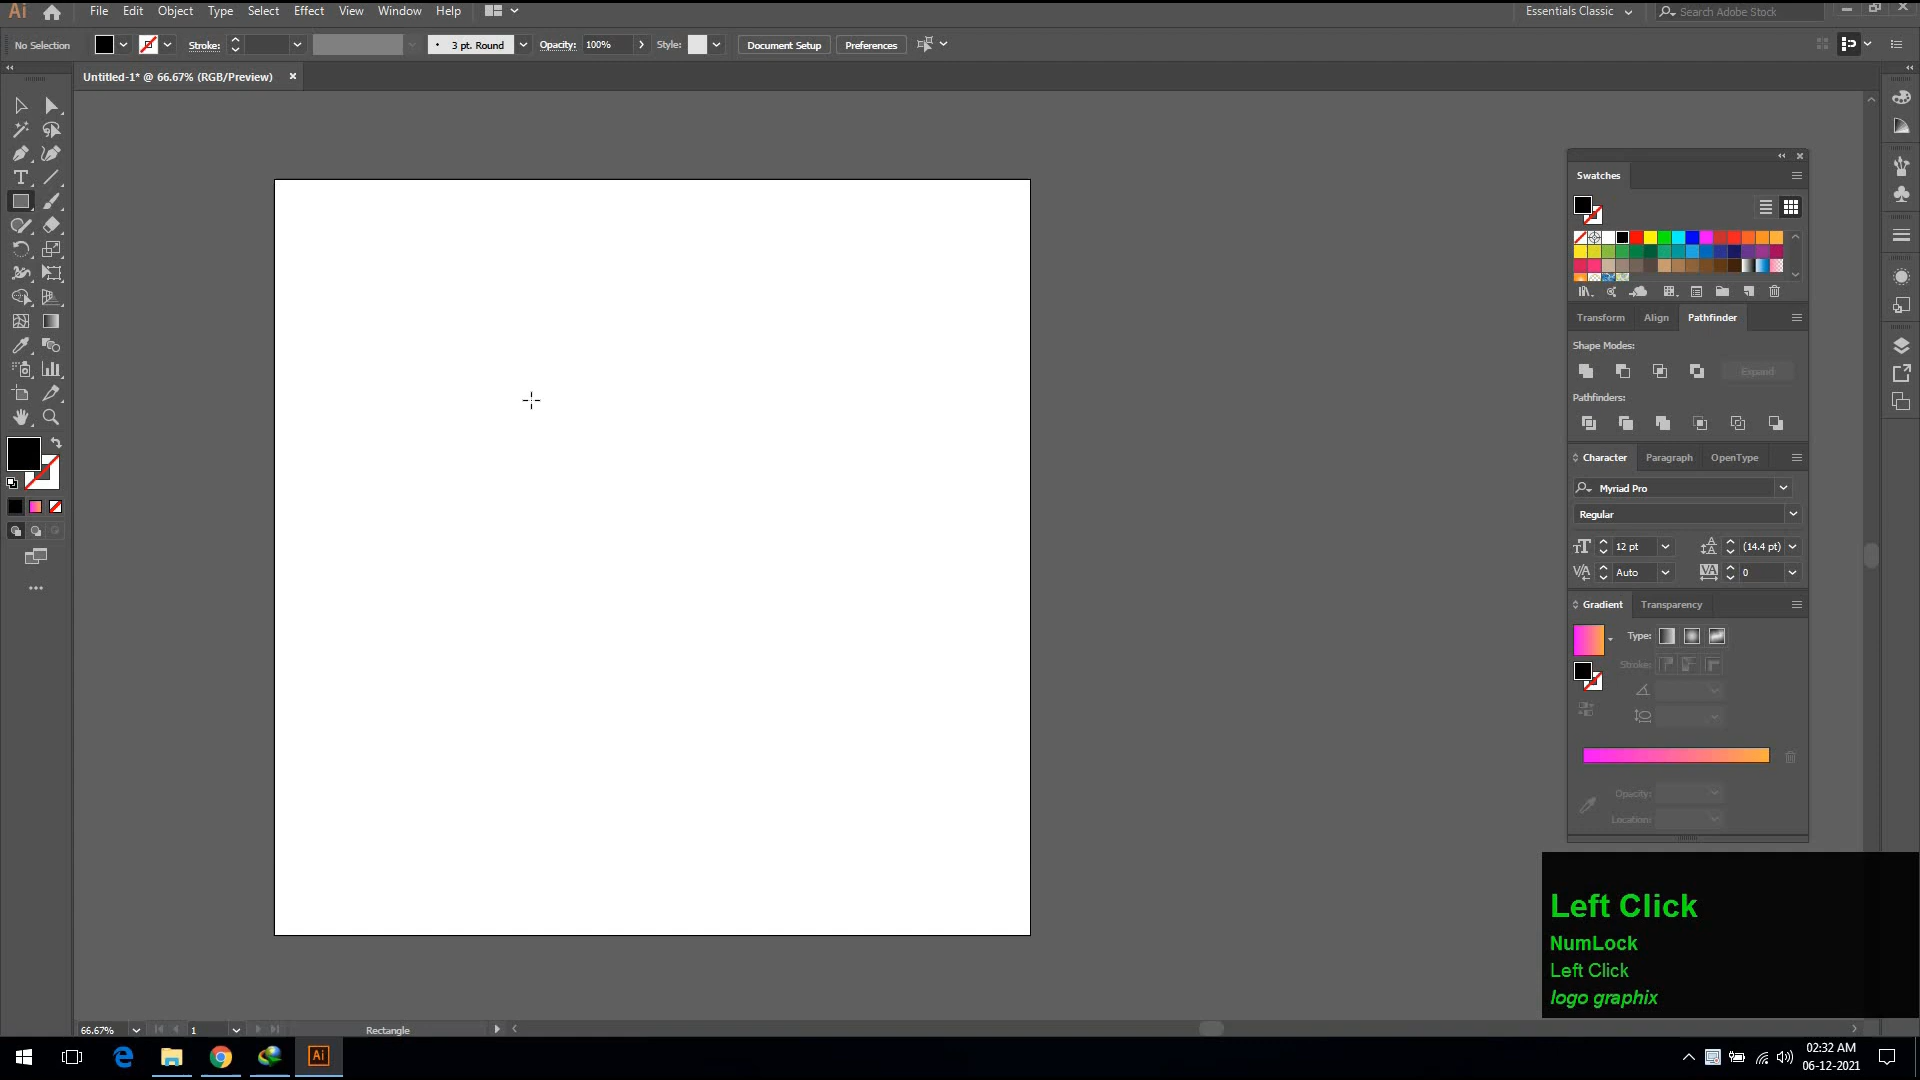 Ai File Edit Object Type Select Effect View Window Help Essentials Classic Search Adobe Stock
No Selection Stroke: 3 pt. Round Opacity: 100% Style: Document Setup Preferences
Untitled-1* @ 66.67% (RGB/Preview)
Swatches
Transform Align Pathfinder
Shape Modes:
Expand
Pathfinders:
Character Paragraph OpenType
Myriad Pro
Regular
12 pt (14.4 pt)
Auto 0
Gradient Transparency
Type:
Stroke:
Opacity:
Location:
Left Click
NumLock
Left Click
logo graphix
66.67% 1 Rectangle
Ai
02:32 AM
06-12-2021